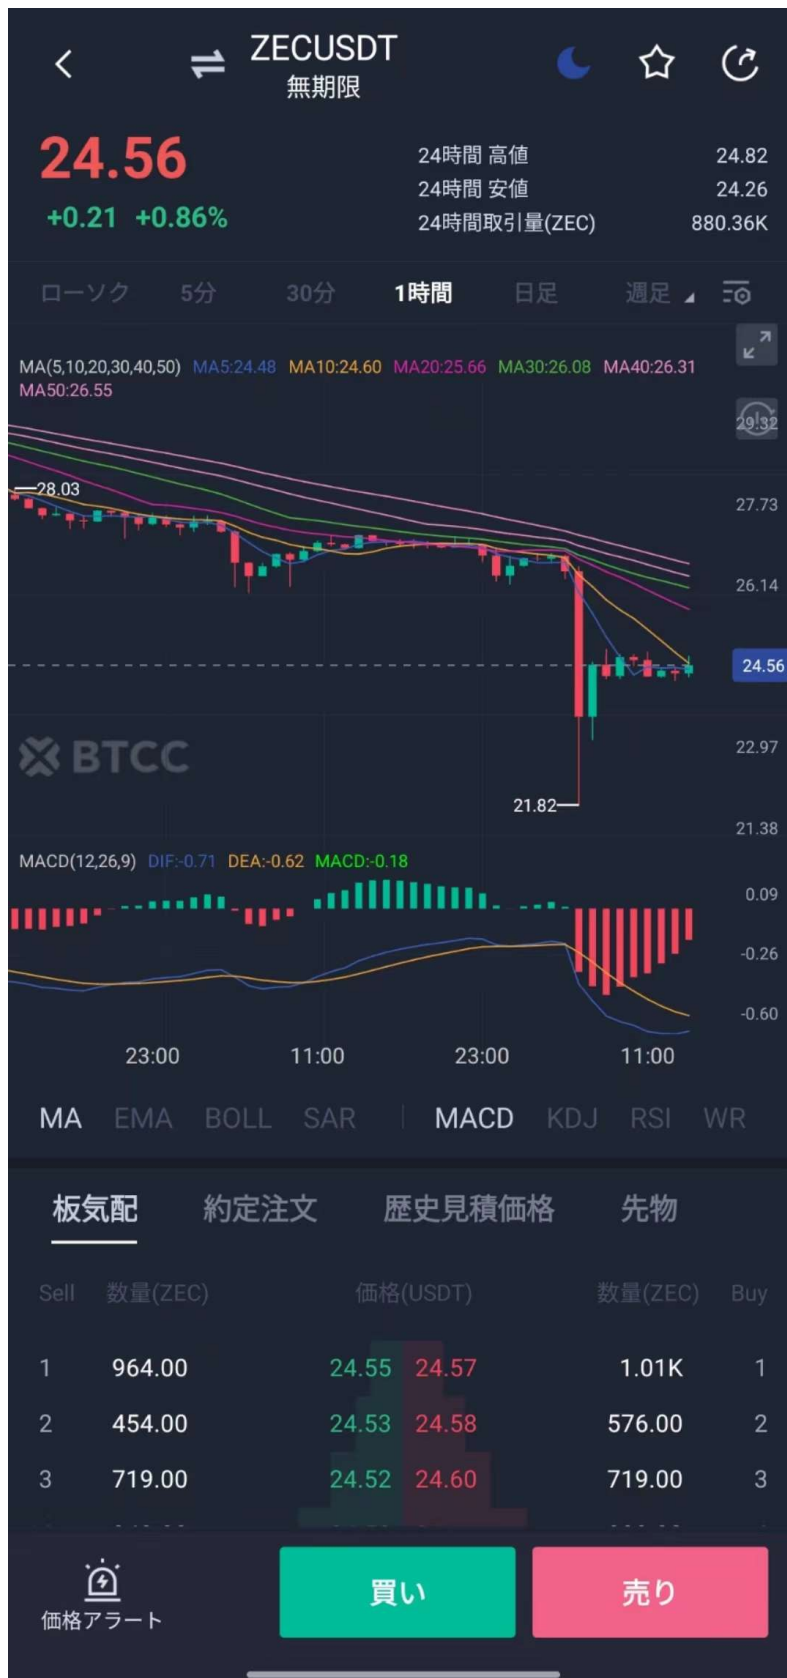 ZECUSDT
無期限
24.56
+0.21 +0.86%
24時間 高値 24.82
24時間 安値 24.26
24時間取引量(ZEC) 880.36K
ローソク 5分 30分 1時間 日足 週足
MA(5,10,20,30,40,50) MA5:24.48 MA10:24.60 MA20:25.66 MA30:26.08 MA40:26.31
MA50:26.55
29.32
28.03
27.73
26.14
24.56
BTCC
22.97
21.82
21.38
MACD(12,26,9) DIF:-0.71 DEA:-0.62 MACD:-0.18
0.09
-0.26
-0.60
23:00 11:00 23:00 11:00
MA EMA BOLL SAR MACD KDJ RSI WR
板気配 約定注文 歴史見積価格 先物
Sell 数量(ZEC) 価格(USDT) 数量(ZEC) Buy
1 964.00 24.55 24.57 1.01K 1
2 454.00 24.53 24.58 576.00 2
3 719.00 24.52 24.60 719.00 3
価格アラート 買い 売り